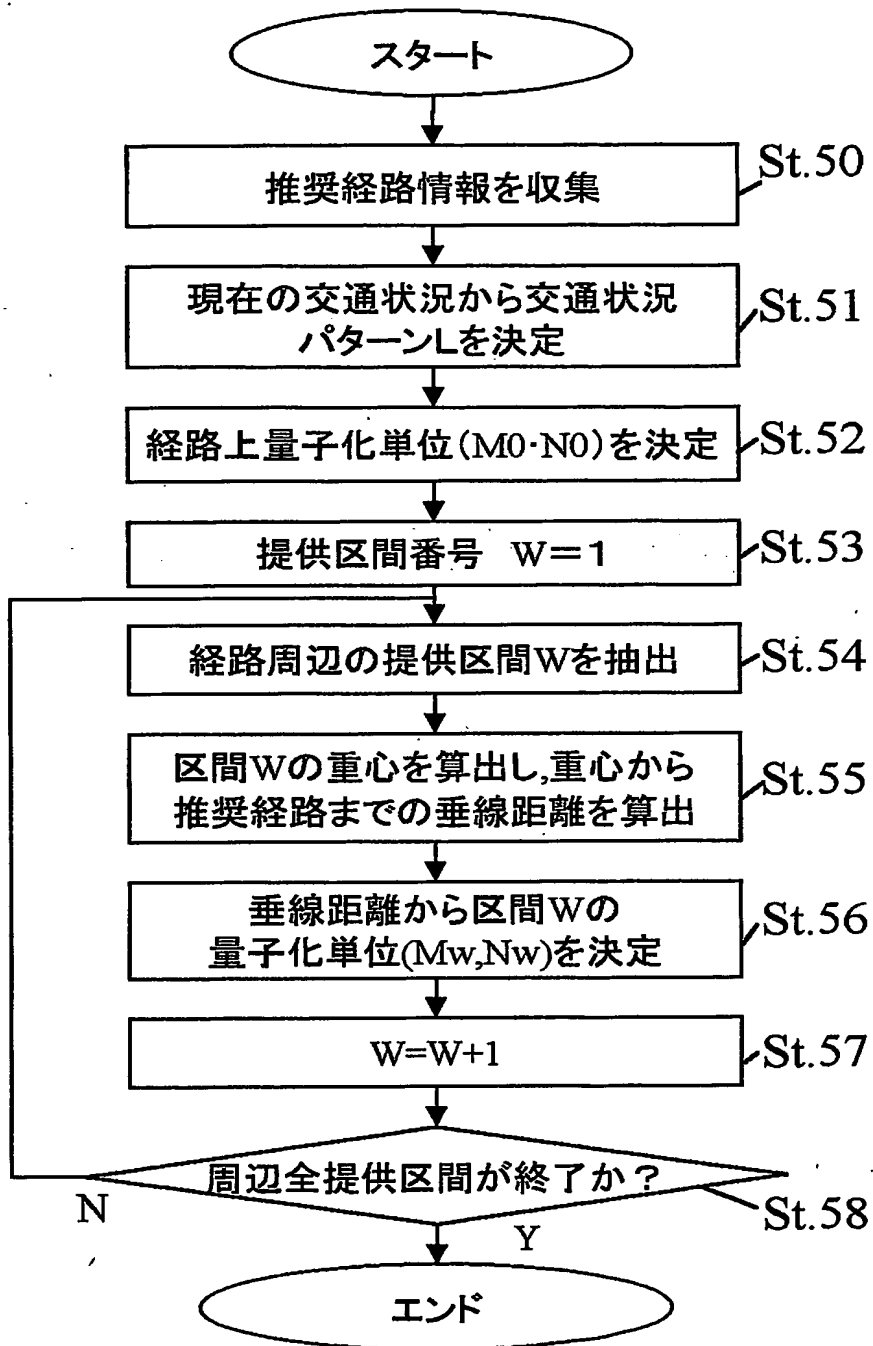 スタート
推奨経路情報を収集
St.50
現在の交通状況から交通状況
パターンLを決定
St.51
経路上量子化単位(M0·N0)を決定
St.52
提供区間番号 W=1
St.53
経路周辺の提供区間Wを抽出
St.54
区間Wの重心を算出し,重心から
推奨経路までの垂線距離を算出
St.55
垂線距離から区間Wの
量子化単位(Mw,Nw)を決定
St.56
W=W+1
St.57
周辺全提供区間が終了か?
St.58
N
Y
エンド